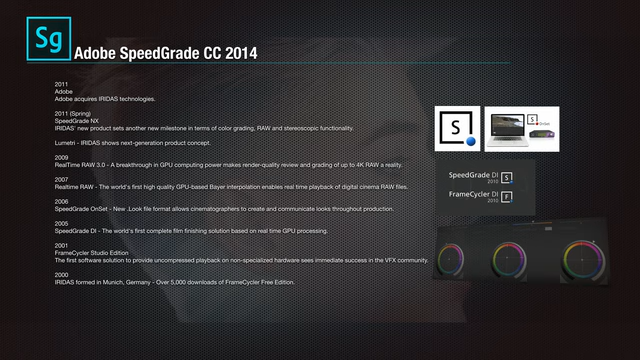 Sg
Adobe SpeedGrade CC 2014
2011
Adobe
Adobe acquires IRIDAS technologies.
2011 (Spring)
SpeedGrade NX
IRIDAS' new product sets another new milestone in terms of color grading, RAW and stereoscopic functionality.
Lumetri - IRIDAS shows next-generation product concept.
2009
RealTime RAW 3.0 - A breakthrough in GPU computing power makes render-quality review and grading of up to 4K RAW a reality.
2007
Realtime RAW - The world's first high quality GPU-based Bayer interpolation enables real time playback of digital cinema RAW files.
2006
SpeedGrade OnSet - New .Look file format allows cinematographers to create and communicate looks throughout production.
2005
SpeedGrade DI - The world's first complete film finishing solution based on real time GPU processing.
2001
FrameCycler Studio Edition
The first software solution to provide uncompressed playback on non-specialized hardware sees immediate success in the VFX community.
2000
IRIDAS formed in Munich, Germany - Over 5,000 downloads of FrameCycler Free Edition.
S
S
SpeedGrade DI S
2010
FrameCycler DI F
2010